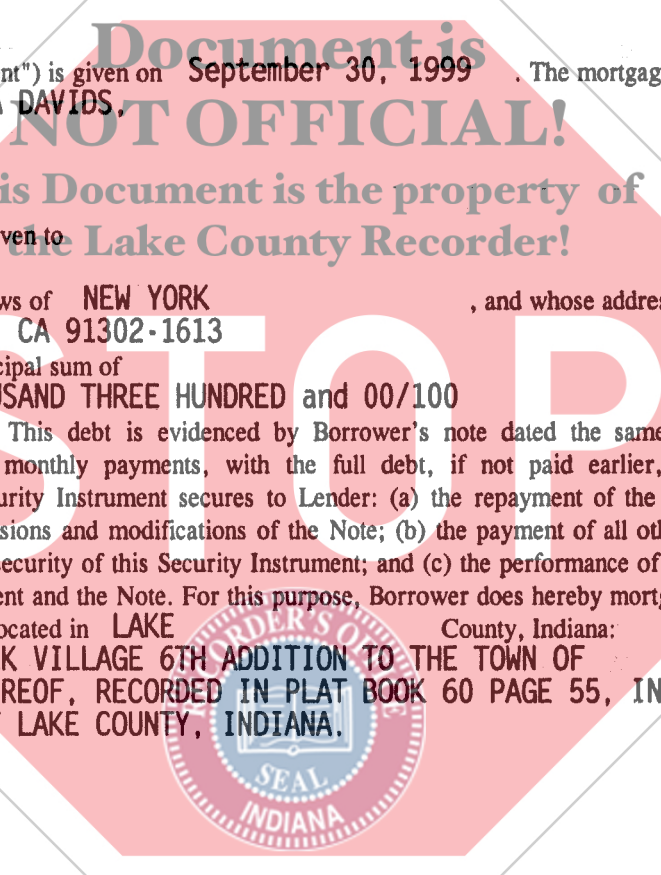 Document is
nt") is given on September 30, 1999 . The mortgag
A DAVIDS,
NOT OFFICIAL!
is Document is the property of
ven to
the Lake County Recorder!
ws of NEW YORK , and whose addre
CA 91302-1613
cipal sum of
STOP
USAND THREE HUNDRED and 00/100
This debt is evidenced by Borrower's note dated the same
monthly payments, with the full debt, if not paid earlier,
urity Instrument secures to Lender: (a) the repayment of the
sions and modifications of the Note; (b) the payment of all oth
security of this Security Instrument; and (c) the performance of
ent and the Note. For this purpose, Borrower does hereby mortg
ocated in LAKE County, Indiana:
K VILLAGE 6TH ADDITION TO THE TOWN OF
REOF, RECORDED IN PLAT BOOK 60 PAGE 55, IN
LAKE COUNTY, INDIANA.
RECORDER'S OFFICE
SEAL
INDIANA